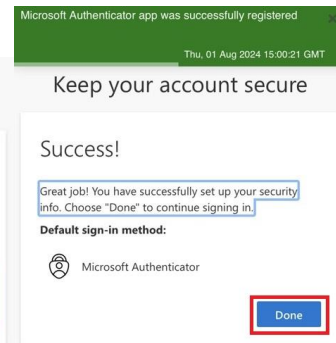 Microsoft Authenticator app was successfully registered
Thu, 01 Aug 2024 15:00:21 GMT
Keep your account secure
Success!
Great job! You have successfully set up your security
info. Choose "Done" to continue signing in.
Default sign-in method:
Microsoft Authenticator
Done